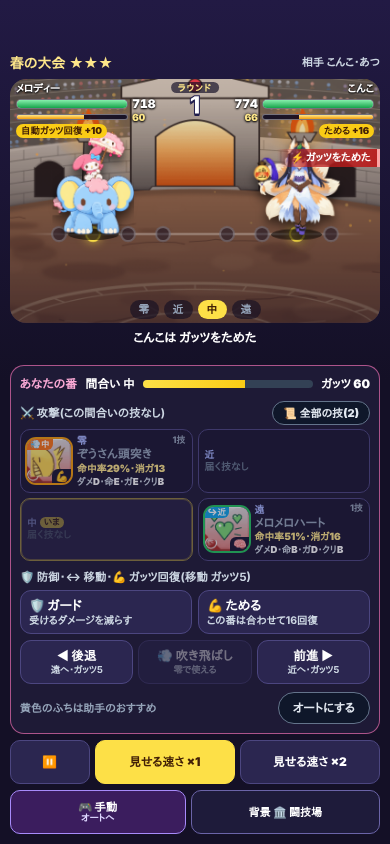 春の大会 ★★★
相手 こんこ･あつ
メロディー
ラウンド
こんこ
718
1
774
60
66
自動ガッツ回復 +10
ためる +16
⚡ ガッツをためた
零 近 中 遠
こんこは ガッツをためた
あなたの番 間合い 中 ガッツ 60
⚔️ 攻撃(この間合いの技なし)
📜 全部の技(2)
零 1技
ぞうさん頭突き
命中率29%･消ガ13
ダメD･命E･ガE･クリB
近
届く技なし
中 いま
届く技なし
↪近
遠 1技
メロメロハート
命中率51%･消ガ16
ダメD･命B･ガD･クリB
🛡️ 防御･↔ 移動･💪 ガッツ回復(移動 ガッツ5)
🛡️ ガード
受けるダメージを減らす
💪 ためる
この番は合わせて16回復
◀ 後退
遠へ･ガッツ5
💨 吹き飛ばし
零で使える
前進 ▶
近へ･ガッツ5
黄色のふちは助手のおすすめ
オートにする
⏸
見せる速さ ×1
見せる速さ ×2
🎮 手動
オートへ
背景 🏛️ 闘技場